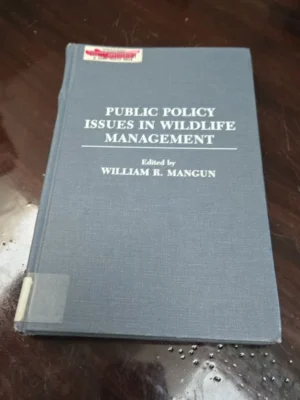 PUBLIC POLICY
ISSUES IN WILDLIFE
MANAGEMENT
Edited by
WILLIAM R. MANGUN